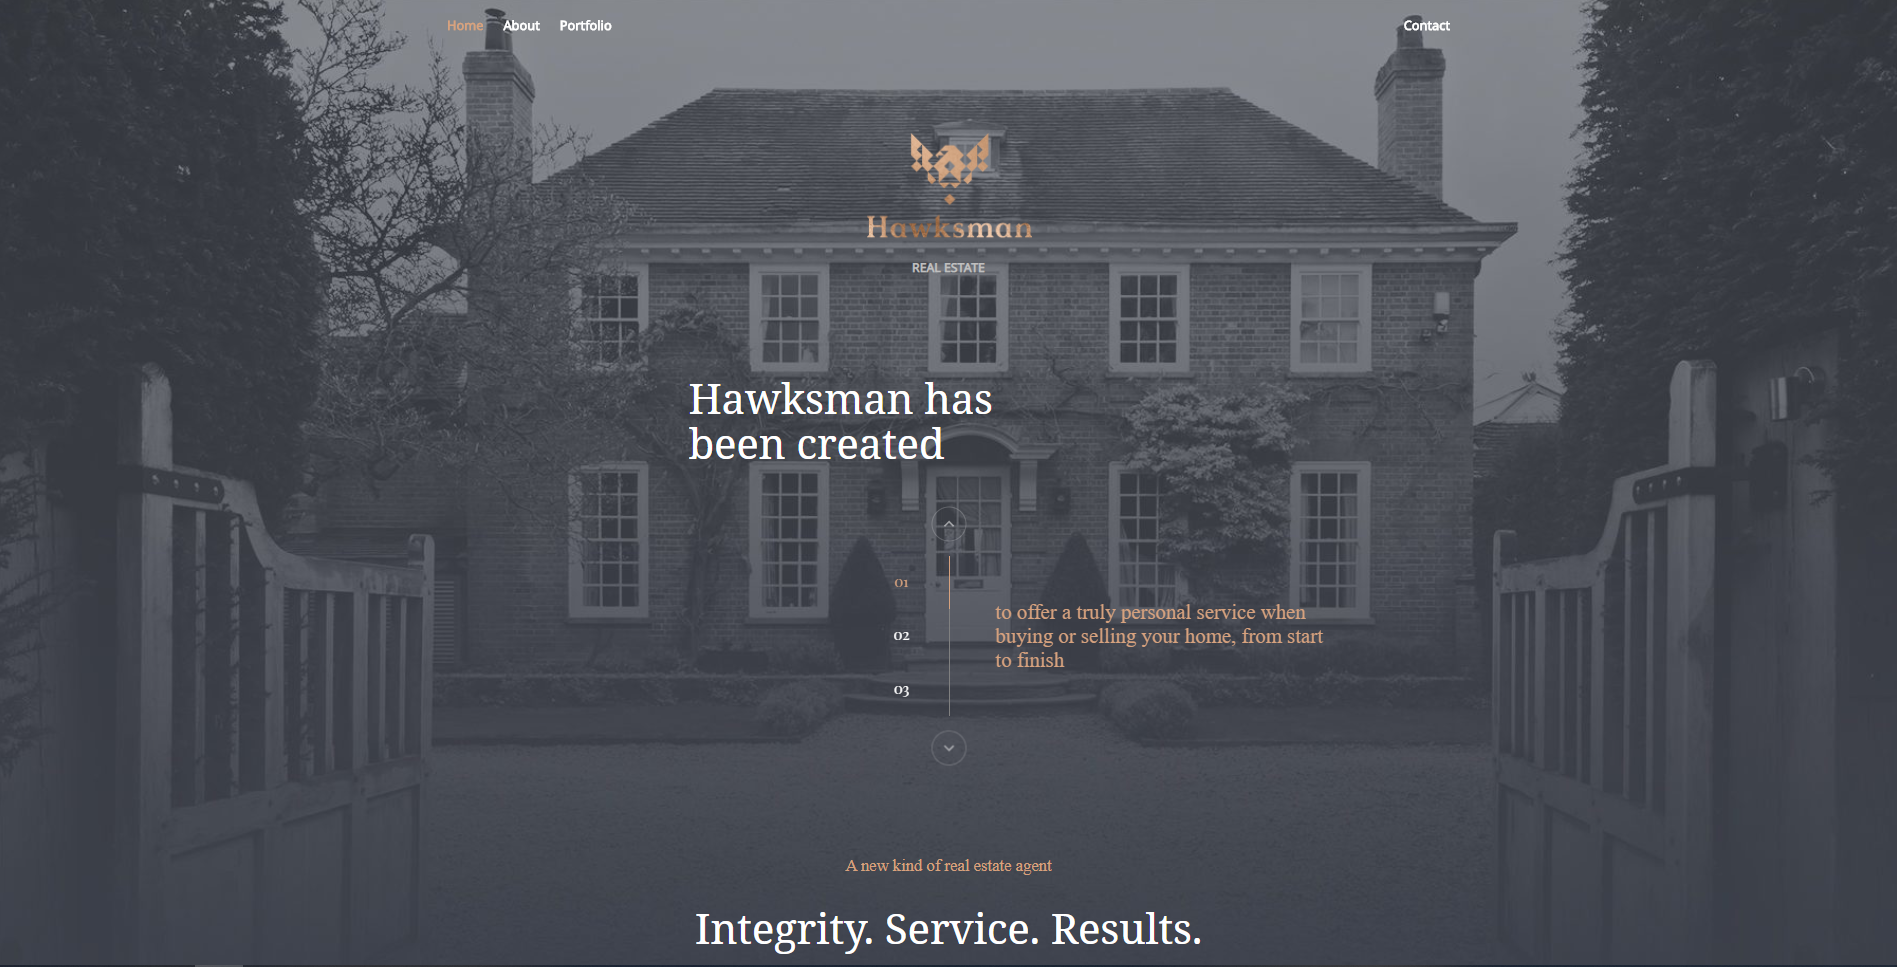 Home About Portfolio Contact
Hawksman
REAL ESTATE
Hawksman has
been created
01
02
03
to offer a truly personal service when
buying or selling your home, from start
to finish
A new kind of real estate agent
Integrity. Service. Results.